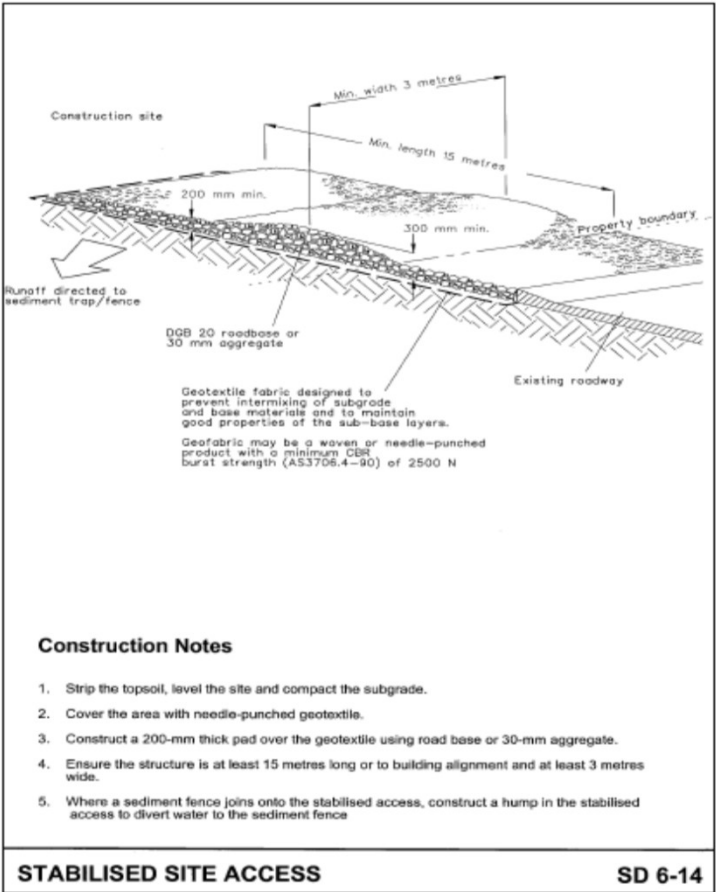 Min. width 3 metres
Construction site
Min. length 15 metres
200 mm min.
300 mm min.
Property boundary
Runoff directed to
sediment trap/fence
DGB 20 roadbase or
30 mm aggregate
Existing roadway
Geotextile fabric designed to
prevent intermixing of subgrade
and base materials and to maintain
good properties of the sub-base layers.
Geofabric may be a woven or needle-punched
product with a minimum CBR
burst strength (AS3706.4-90) of 2500 N
Construction Notes
1. Strip the topsoil, level the site and compact the subgrade.
2. Cover the area with needle-punched geotextile.
3. Construct a 200-mm thick pad over the geotextile using road base or 30-mm aggregate.
4. Ensure the structure is at least 15 metres long or to building alignment and at least 3 metres
wide.
5. Where a sediment fence joins onto the stabilised access, construct a hump in the stabilised
access to divert water to the sediment fence
STABILISED SITE ACCESS SD 6-14